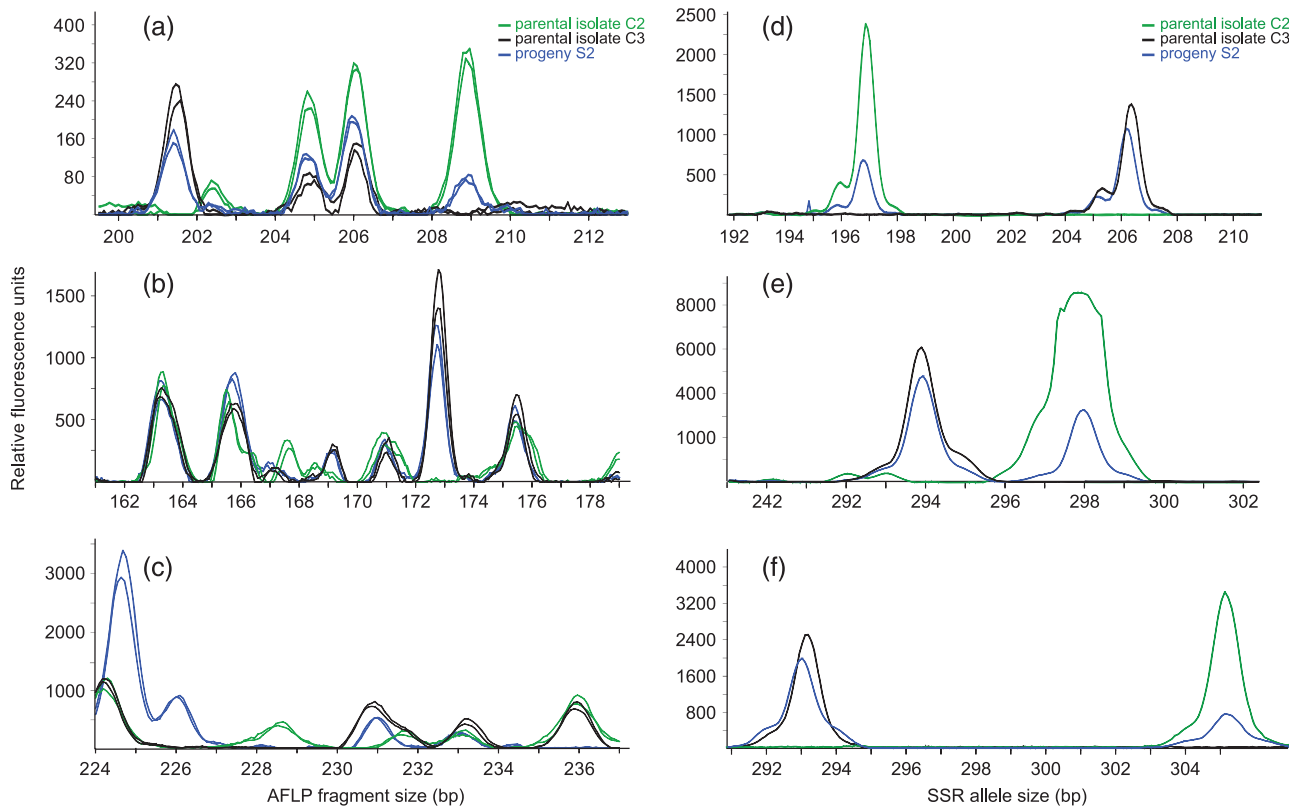 Relative fluorescence units
(a)
parental isolate C2
parental isolate C3
progeny S2
400
320
240
160
80
200 202 204 206 208 210 212
(d)
parental isolate C2
parental isolate C3
progeny S2
2500
2000
1500
1000
500
192 194 196 198 200 202 204 206 208 210
(b)
1500
1000
500
162 164 166 168 170 172 174 176 178
(e)
8000
6000
4000
1000
242 292 294 296 298 300 302
(c)
3000
2000
1000
224 226 228 230 232 234 236
AFLP fragment size (bp)
(f)
4000
3200
2400
1600
800
292 294 296 298 300 302 304
SSR allele size (bp)